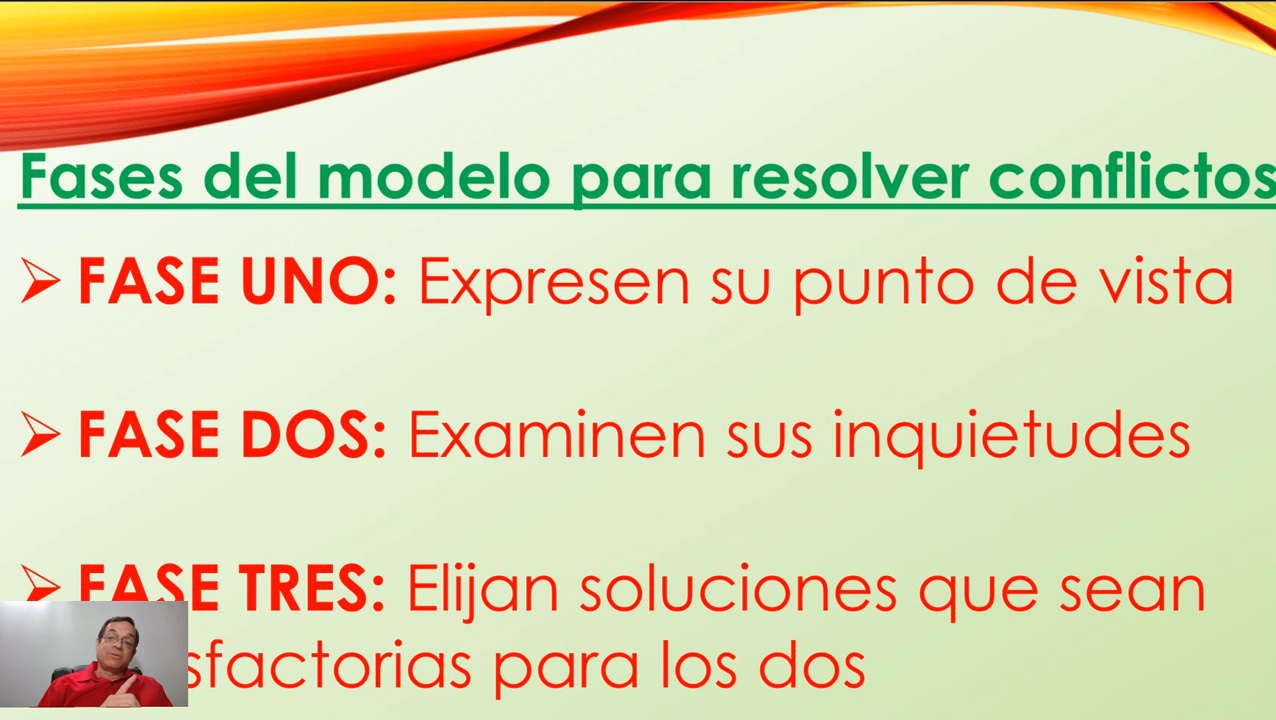 Fases del modelo para resolver conflictos
➢ FASE UNO: Expresen su punto de vista
➢ FASE DOS: Examinen sus inquietudes
➢ FASE TRES: Elijan soluciones que sean
para los dos